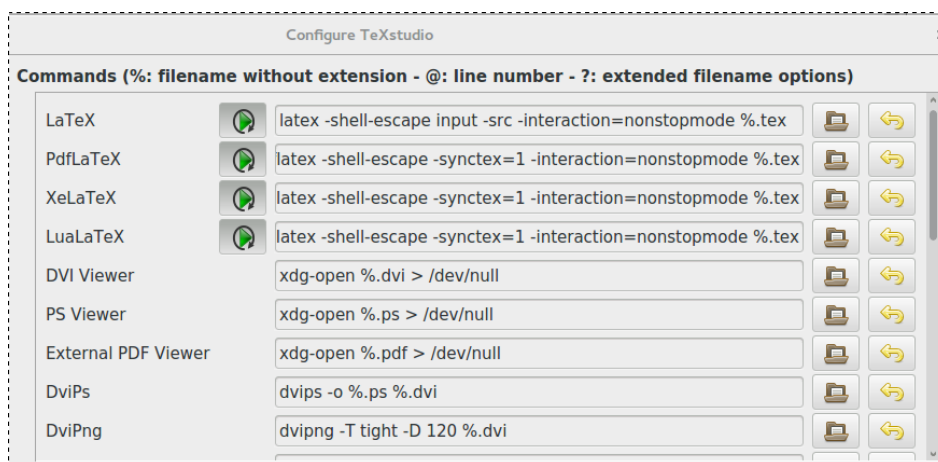 Configure TeXstudio
Commands (%: filename without extension - @: line number - ?: extended filename options)
LaTeX latex -shell-escape input -src -interaction=nonstopmode %.tex
PdfLaTeX latex -shell-escape -synctex=1 -interaction=nonstopmode %.tex
XeLaTeX latex -shell-escape -synctex=1 -interaction=nonstopmode %.tex
LuaLaTeX latex -shell-escape -synctex=1 -interaction=nonstopmode %.tex
DVI Viewer xdg-open %.dvi > /dev/null
PS Viewer xdg-open %.ps > /dev/null
External PDF Viewer xdg-open %.pdf > /dev/null
DviPs dvips -o %.ps %.dvi
DviPng dvipng -T tight -D 120 %.dvi